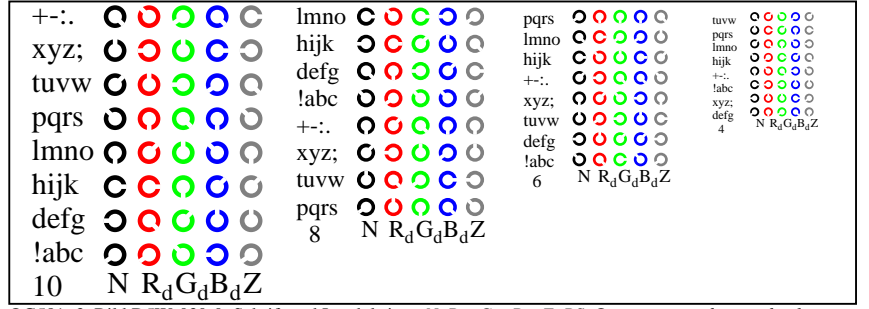 +-:.
xyz;
tuvw
pqrs
lmno
hijk
defg
!abc
10 N RdGdBdZ
lmno
hijk
defg
!abc
+-:.
xyz;
tuvw
pqrs
8 N RdGdBdZ
pqrs
lmno
hijk
+-:.
xyz;
tuvw
defg
!abc
6 N RdGdBdZ
tuvw
pqrs
lmno
hijk
+-:.
!abc
xyz;
defg
4 N RdGdBdZ